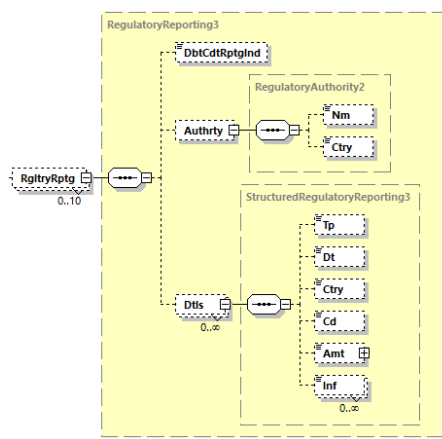 RegulatoryReporting3
DbtCdtRptgInd
RegulatoryAuthority2
Nm
Authrty
Ctry
RgltryRptg
0..10
StructuredRegulatoryReporting3
Tp
Dt
Ctry
Dtls
0..∞
Cd
Amt
Inf
0..∞